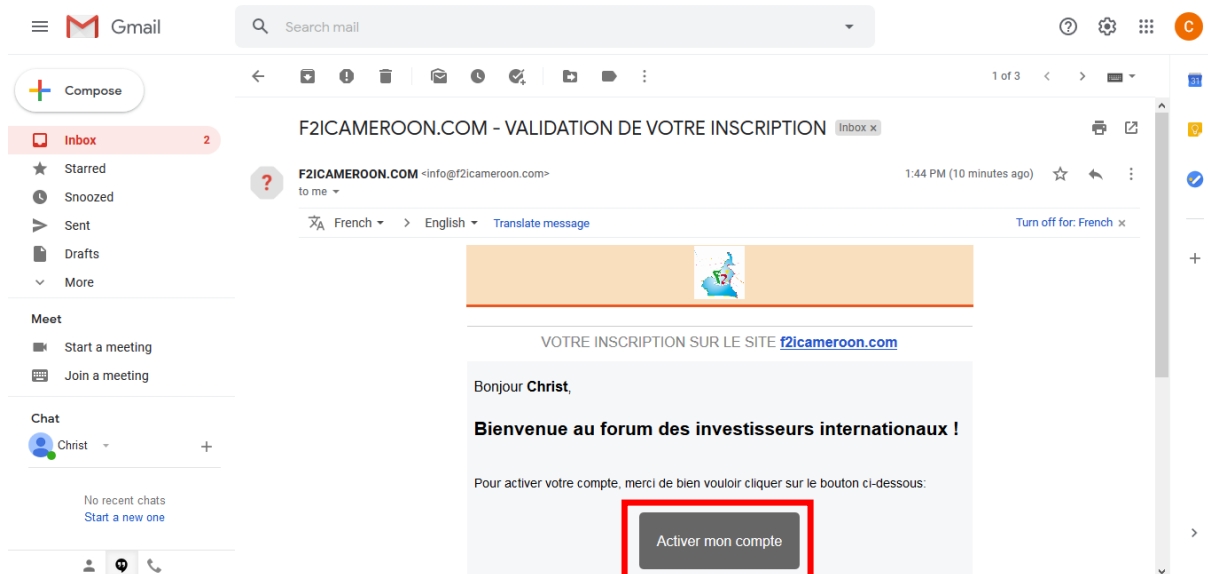 Gmail
Search mail
C
Compose
1 of 3
31
Inbox 2
Starred
Snoozed
Sent
Drafts
More
Meet
Start a meeting
Join a meeting
Chat
Christ
No recent chats
Start a new one
F2ICAMEROON.COM - VALIDATION DE VOTRE INSCRIPTION Inbox x
F2ICAMEROON.COM <info@f2icameroon.com> 1:44 PM (10 minutes ago)
to me
French > English Translate message Turn off for: French x
VOTRE INSCRIPTION SUR LE SITE f2icameroon.com
Bonjour Christ,
Bienvenue au forum des investisseurs internationaux !
Pour activer votre compte, merci de bien vouloir cliquer sur le bouton ci-dessous:
Activer mon compte